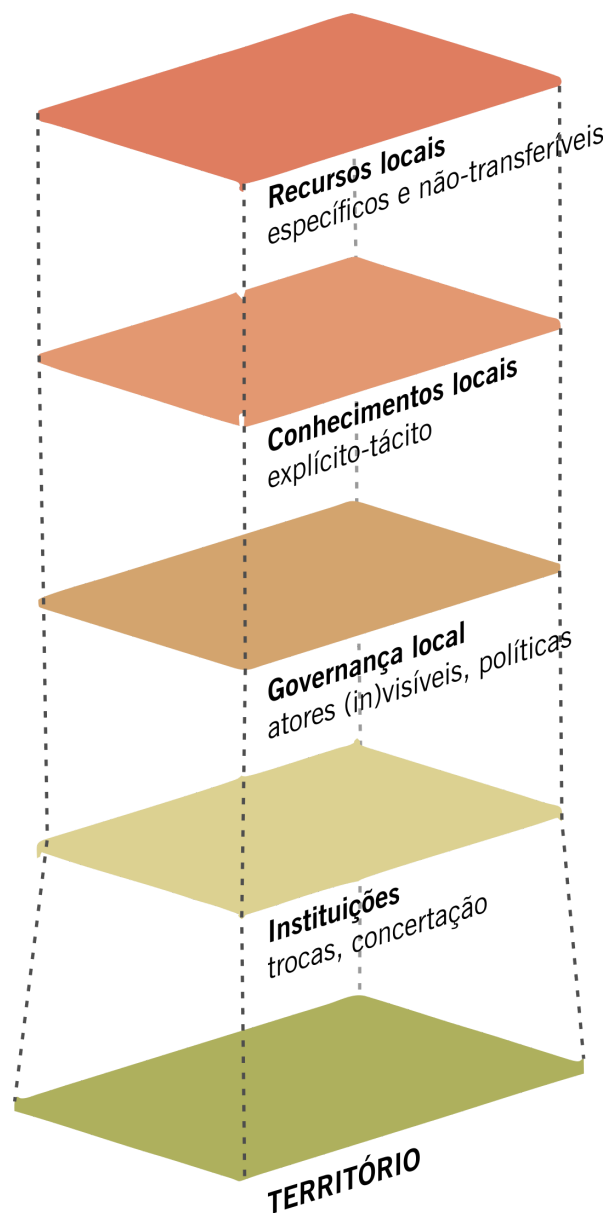 Recursos locais
específicos e não-transferíveis
Conhecimentos locais
explícito-tácito
Governança local
atores (in)visíveis, políticas
Instituições
trocas, concertação
TERRITÓRIO